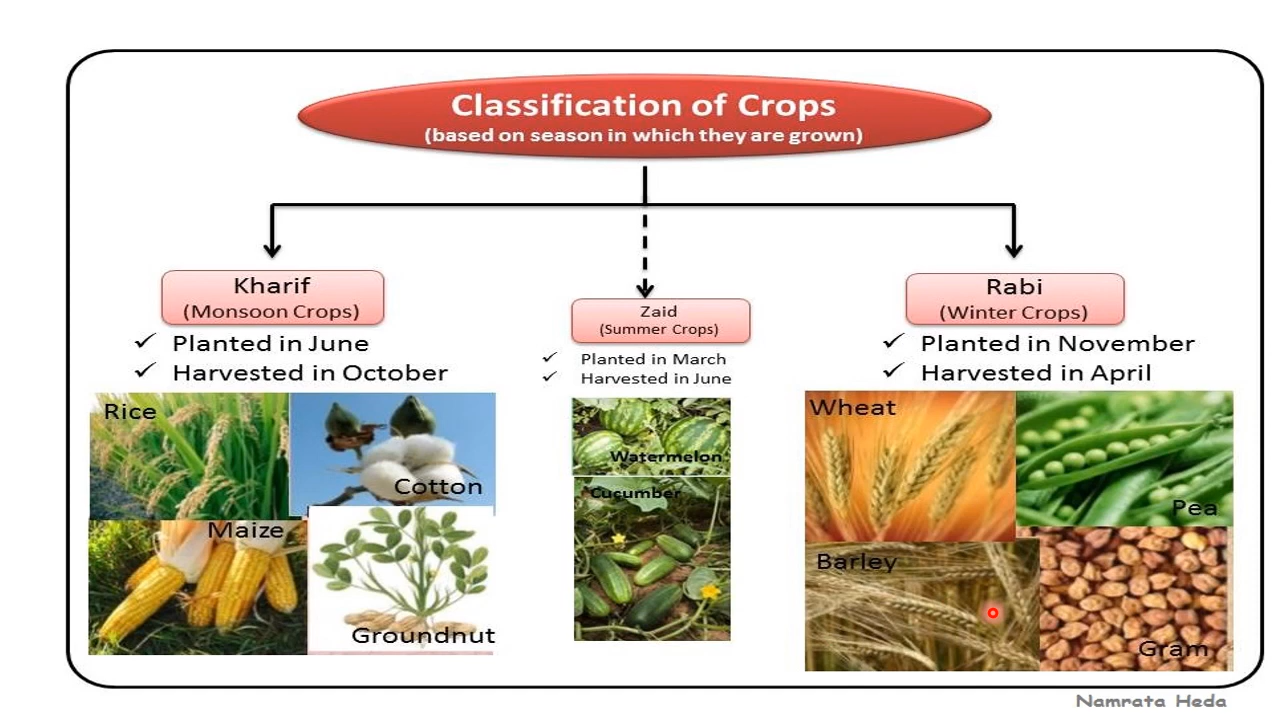 Classification of Crops
(based on season in which they are grown)
Kharif
(Monsoon Crops)
✓ Planted in June
✓ Harvested in October
Rice
Cotton
Maize
Groundnut
Zaid
(Summer Crops)
✓ Planted in March
✓ Harvested in June
Watermelon
Cucumber
Rabi
(Winter Crops)
✓ Planted in November
✓ Harvested in April
Wheat
Pea
Barley
Gram
Namrata Heda